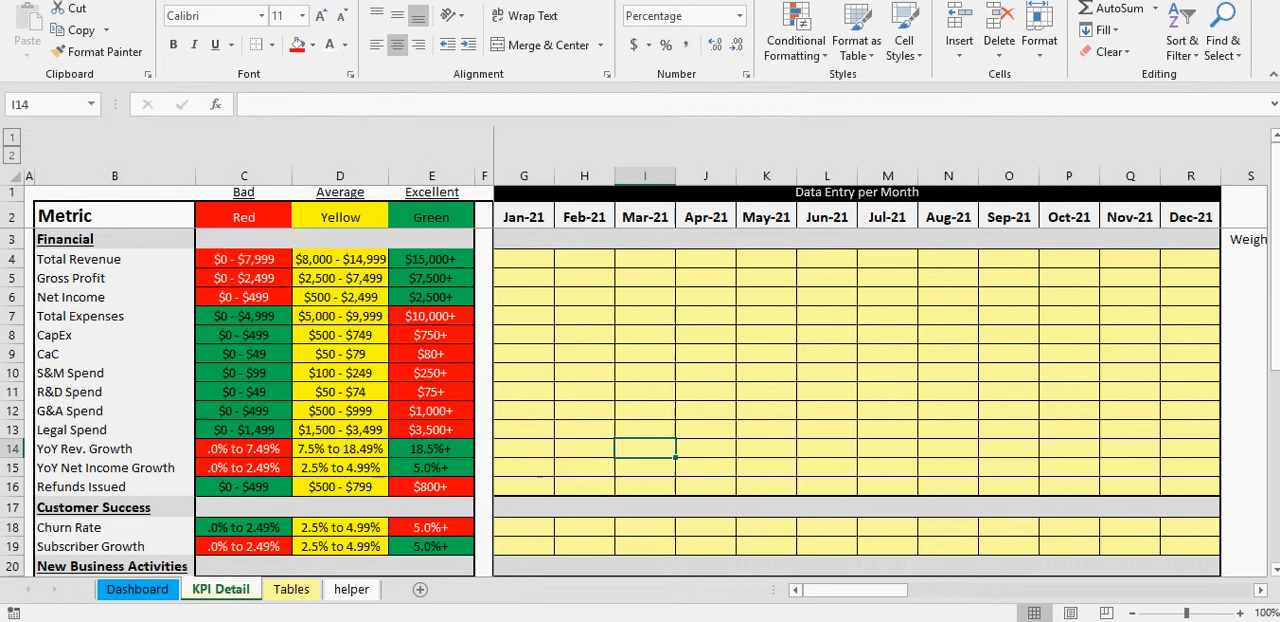 Cut
Calibri 11 A A
Wrap Text
Percentage
AutoSum
Paste
Copy
Format Painter
B I U A
Merge & Center
$ % ,
Conditional Formatting
Format as Table
Cell Styles
Insert
Delete
Format
Fill
Clear
Sort & Filter
Find & Select
Clipboard
Font
Alignment
Number
Styles
Cells
Editing
I14
fx
1
2
A B C D E F G H I J K L M N O P Q R S
1 Bad Average Excellent Data Entry per Month
2 Metric Red Yellow Green Jan-21 Feb-21 Mar-21 Apr-21 May-21 Jun-21 Jul-21 Aug-21 Sep-21 Oct-21 Nov-21 Dec-21
3 Financial Weigh
4 Total Revenue $0 - $7,999 $8,000 - $14,999 $15,000+
5 Gross Profit $0 - $2,499 $2,500 - $7,499 $7,500+
6 Net Income $0 - $499 $500 - $2,499 $2,500+
7 Total Expenses $0 - $4,999 $5,000 - $9,999 $10,000+
8 CapEx $0 - $499 $500 - $749 $750+
9 CaC $0 - $49 $50 - $79 $80+
10 S&M Spend $0 - $99 $100 - $249 $250+
11 R&D Spend $0 - $49 $50 - $74 $75+
12 G&A Spend $0 - $499 $500 - $999 $1,000+
13 Legal Spend $0 - $1,499 $1,500 - $3,499 $3,500+
14 YoY Rev. Growth .0% to 7.49% 7.5% to 18.49% 18.5%+
15 YoY Net Income Growth .0% to 2.49% 2.5% to 4.99% 5.0%+
16 Refunds Issued $0 - $499 $500 - $799 $800+
17 Customer Success
18 Churn Rate .0% to 2.49% 2.5% to 4.99% 5.0%+
19 Subscriber Growth .0% to 2.49% 2.5% to 4.99% 5.0%+
20 New Business Activities
Dashboard KPI Detail Tables helper
100%